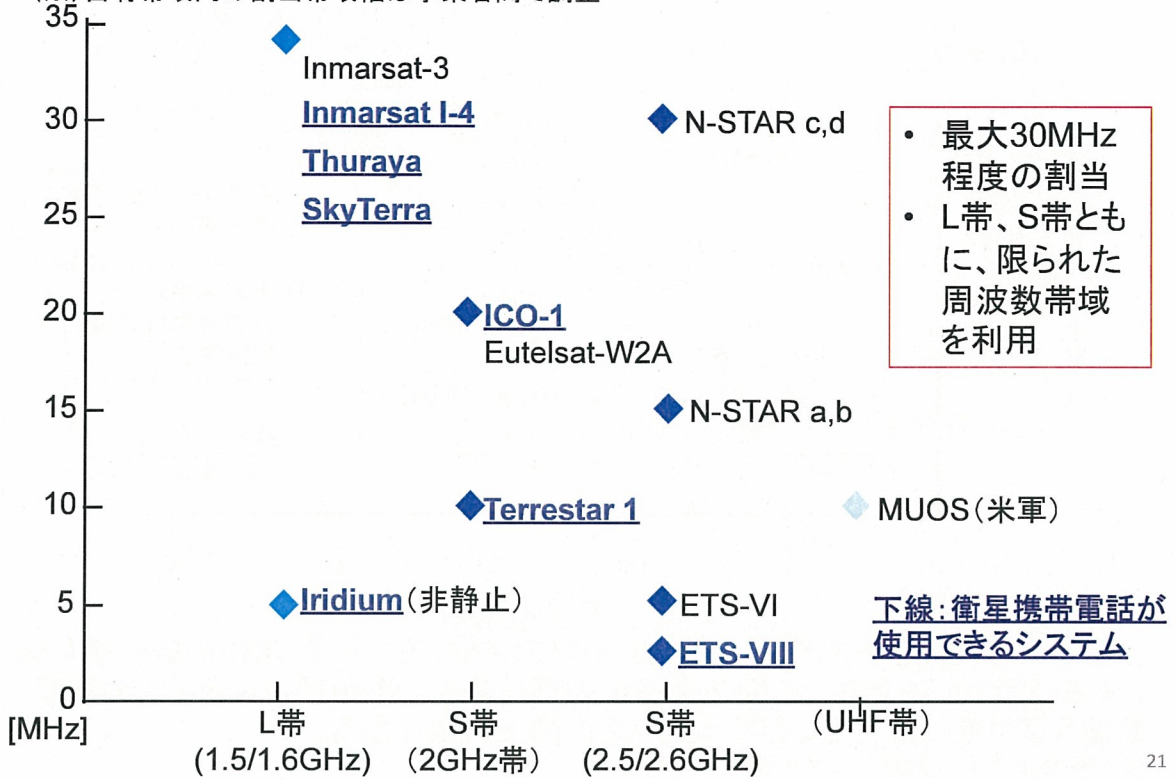 35
Inmarsat-3
30
Inmarsat I-4
N-STAR c,d
Thuraya
25
SkyTerra
• 最大30MHz
程度の割当
• L帯、S帯とも
に、限られた
周波数帯域
を利用
20
ICO-1
Eutelsat-W2A
15
N-STAR a,b
10
Terrestar 1
MUOS(米軍)
5
Iridium(非静止)
ETS-VI
ETS-VIII
下線:衛星携帯電話が
使用できるシステム
0
[MHz]
L帯
(1.5/1.6GHz)
S帯
(2GHz帯)
S帯
(2.5/2.6GHz)
(UHF帯)
21